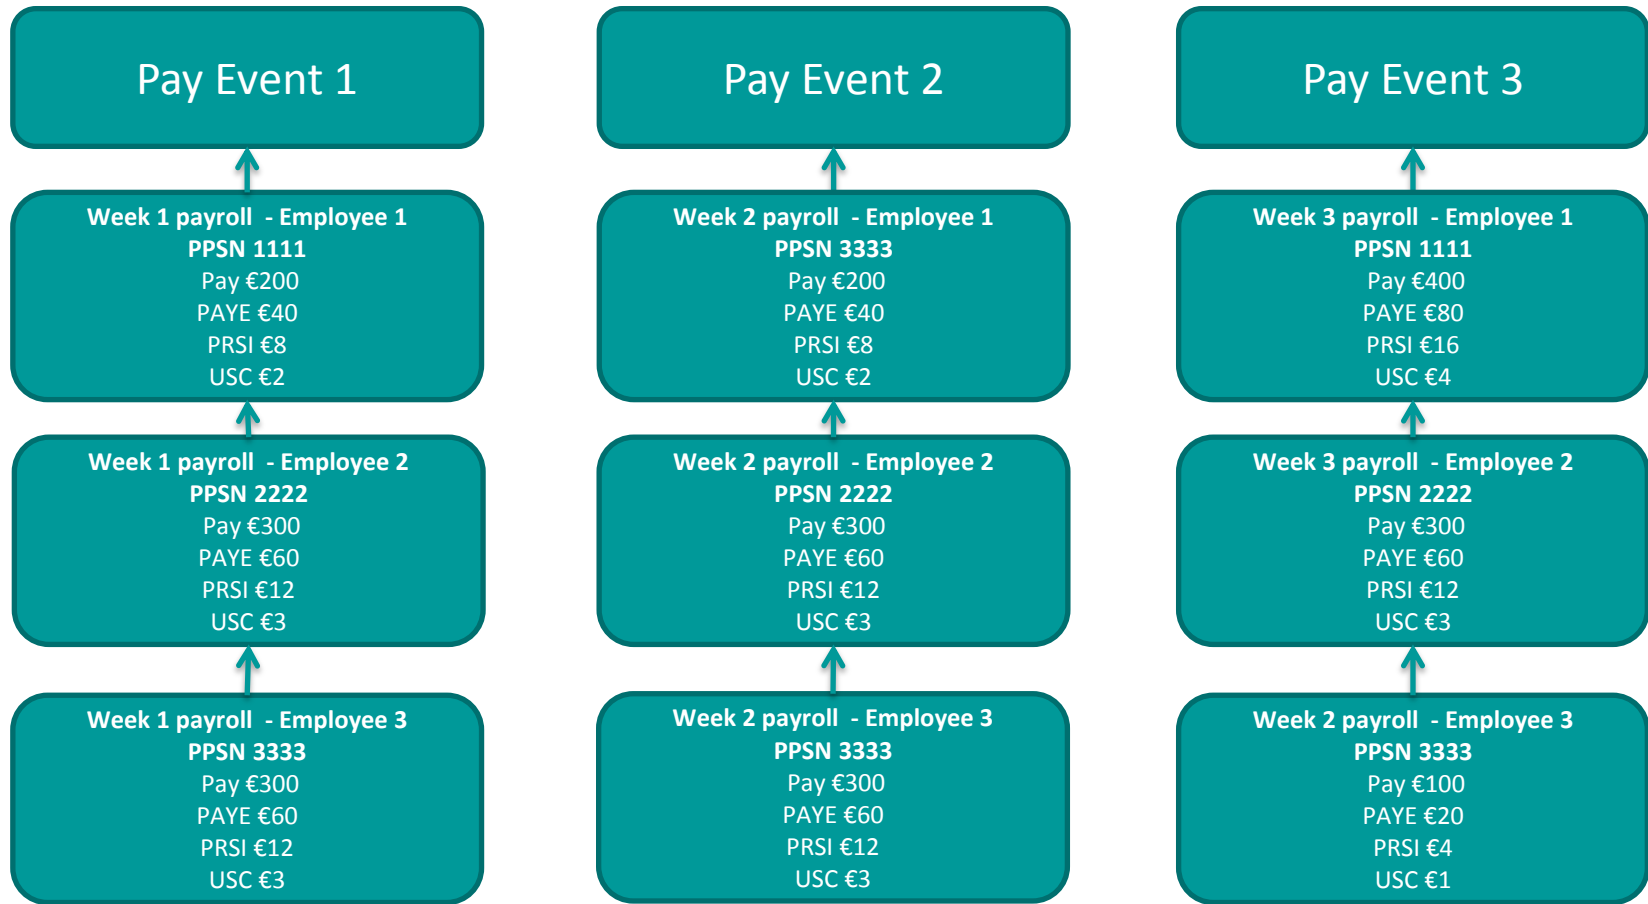 Pay Event 1
Week 1 payroll - Employee 1
PPSN 1111
Pay €200
PAYE €40
PRSI €8
USC €2
Week 1 payroll - Employee 2
PPSN 2222
Pay €300
PAYE €60
PRSI €12
USC €3
Week 1 payroll - Employee 3
PPSN 3333
Pay €300
PAYE €60
PRSI €12
USC €3
Pay Event 2
Week 2 payroll - Employee 1
PPSN 3333
Pay €200
PAYE €40
PRSI €8
USC €2
Week 2 payroll - Employee 2
PPSN 2222
Pay €300
PAYE €60
PRSI €12
USC €3
Week 2 payroll - Employee 3
PPSN 3333
Pay €300
PAYE €60
PRSI €12
USC €3
Pay Event 3
Week 3 payroll - Employee 1
PPSN 1111
Pay €400
PAYE €80
PRSI €16
USC €4
Week 3 payroll - Employee 2
PPSN 2222
Pay €300
PAYE €60
PRSI €12
USC €3
Week 2 payroll - Employee 3
PPSN 3333
Pay €100
PAYE €20
PRSI €4
USC €1